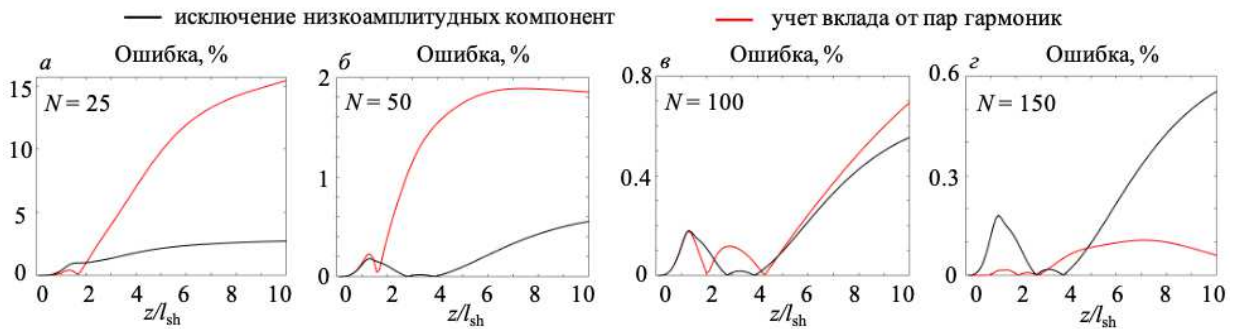 исключение низкоамплитудных компонент
учет вклада от пар гармоник
а Ошибка, %
15
10
5
0
N = 25
0 2 4 6 8 10
z/lsh
б Ошибка, %
2
1
0
N = 50
0 2 4 6 8 10
z/lsh
в Ошибка, %
0.8
0.4
0
N = 100
0 2 4 6 8 10
z/lsh
г Ошибка, %
0.6
0.3
0
N = 150
0 2 4 6 8 10
z/lsh